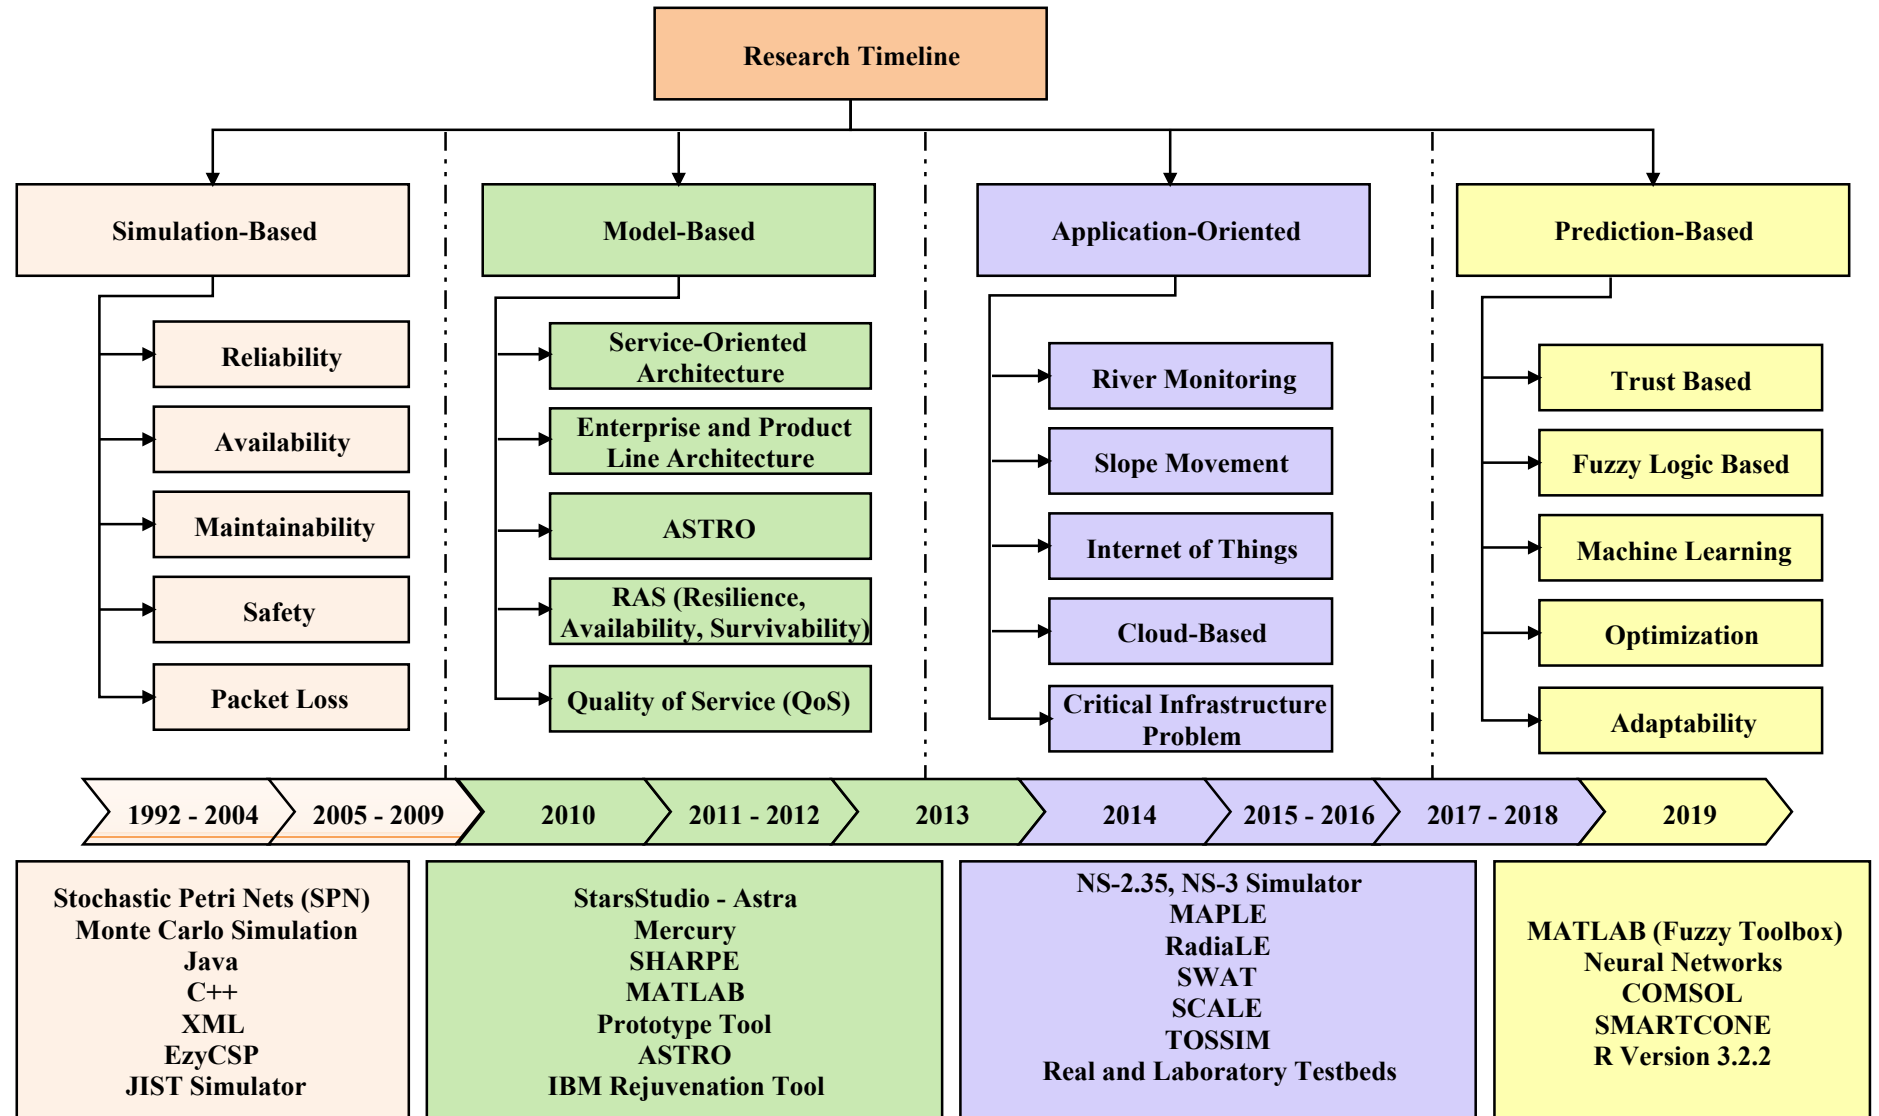 Research Timeline
Simulation-Based
Model-Based
Application-Oriented
Prediction-Based
Reliability
Availability
Maintainability
Safety
Packet Loss
Service-Oriented
Architecture
Enterprise and Product
Line Architecture
ASTRO
RAS (Resilience,
Availability, Survivability)
Quality of Service (QoS)
River Monitoring
Slope Movement
Internet of Things
Cloud-Based
Critical Infrastructure
Problem
Trust Based
Fuzzy Logic Based
Machine Learning
Optimization
Adaptability
1992 - 2004
2005 - 2009
2010
2011 - 2012
2013
2014
2015 - 2016
2017 - 2018
2019
Stochastic Petri Nets (SPN)
Monte Carlo Simulation
Java
C++
XML
EzyCSP
JIST Simulator
StarsStudio - Astra
Mercury
SHARPE
MATLAB
Prototype Tool
ASTRO
IBM Rejuvenation Tool
NS-2.35, NS-3 Simulator
MAPLE
RadiaLE
SWAT
SCALE
TOSSIM
Real and Laboratory Testbeds
MATLAB (Fuzzy Toolbox)
Neural Networks
COMSOL
SMARTCONE
R Version 3.2.2